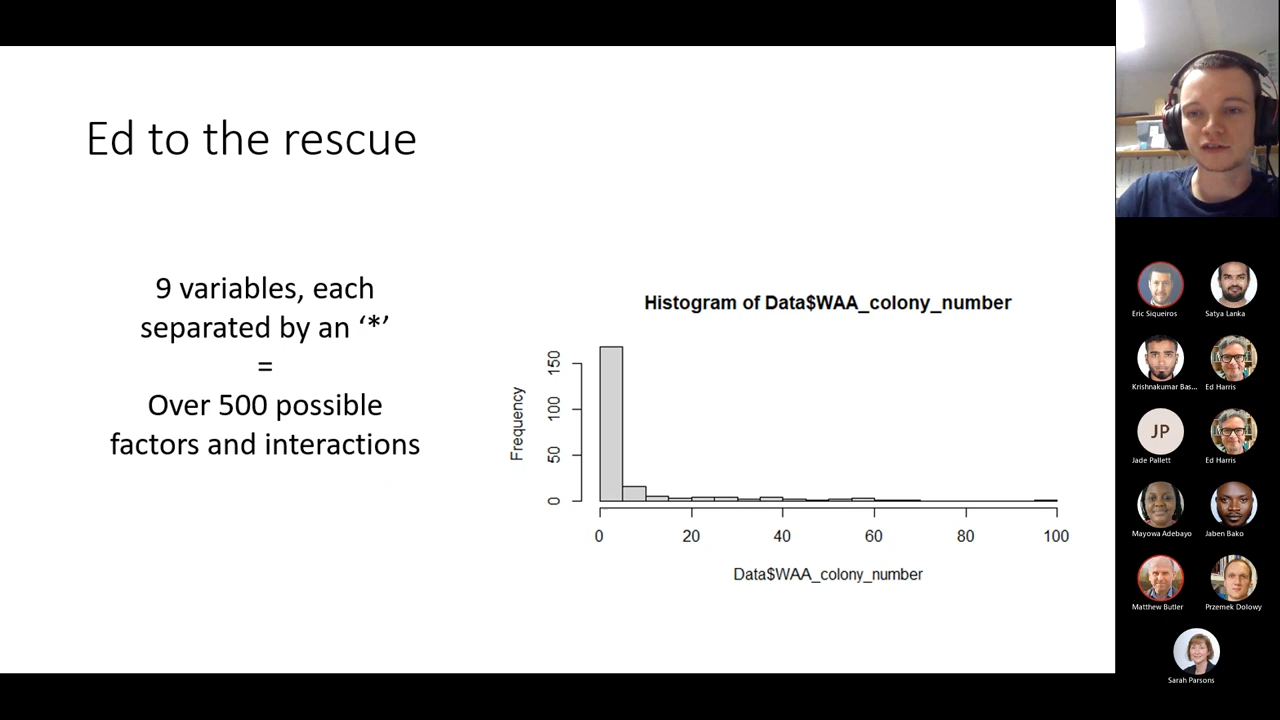 Ed to the rescue
9 variables, each
separated by an ‘*’
=
Over 500 possible
factors and interactions
Histogram of Data$WAA_colony_number
Frequency
0
50
100
150
0
20
40
60
80
100
Data$WAA_colony_number
Eric Siqueiros
Satya Lanka
Krishnakumar Bas...
Ed Harris
JP
Jade Pallett
Ed Harris
Mayowa Adebayo
Jaben Bako
Matthew Butler
Przemek Dolowy
Sarah Parsons